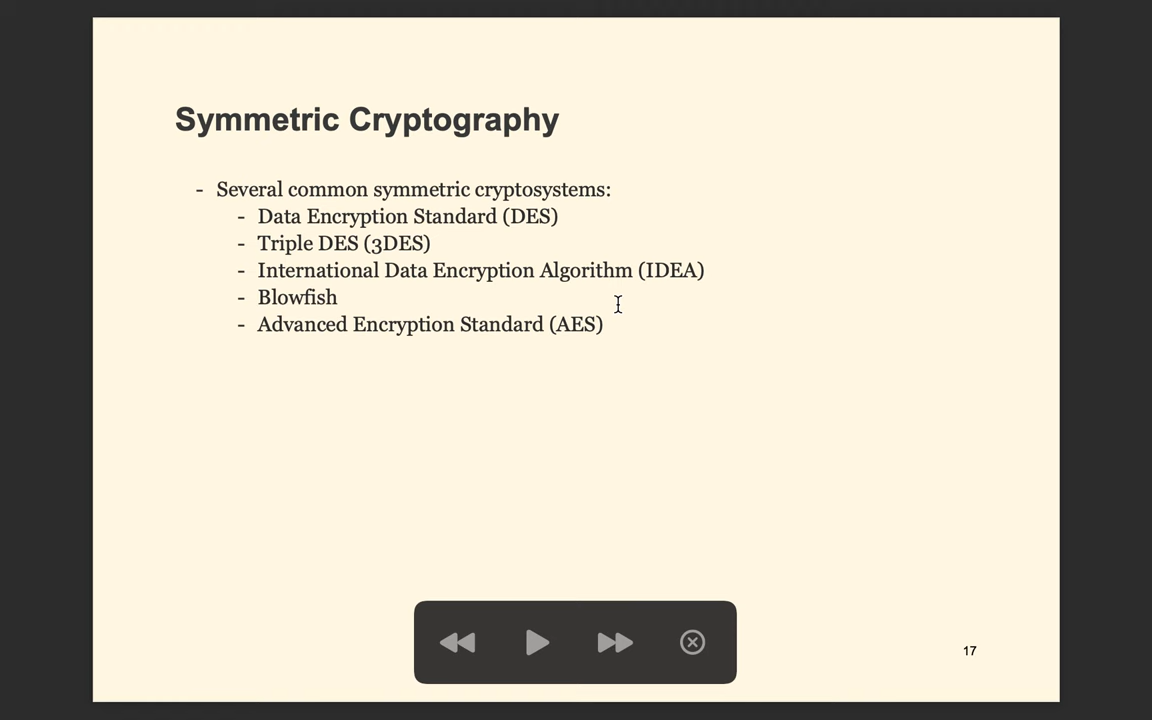 Symmetric Cryptography
- Several common symmetric cryptosystems:
- Data Encryption Standard (DES)
- Triple DES (3DES)
- International Data Encryption Algorithm (IDEA)
- Blowfish
- Advanced Encryption Standard (AES)
17